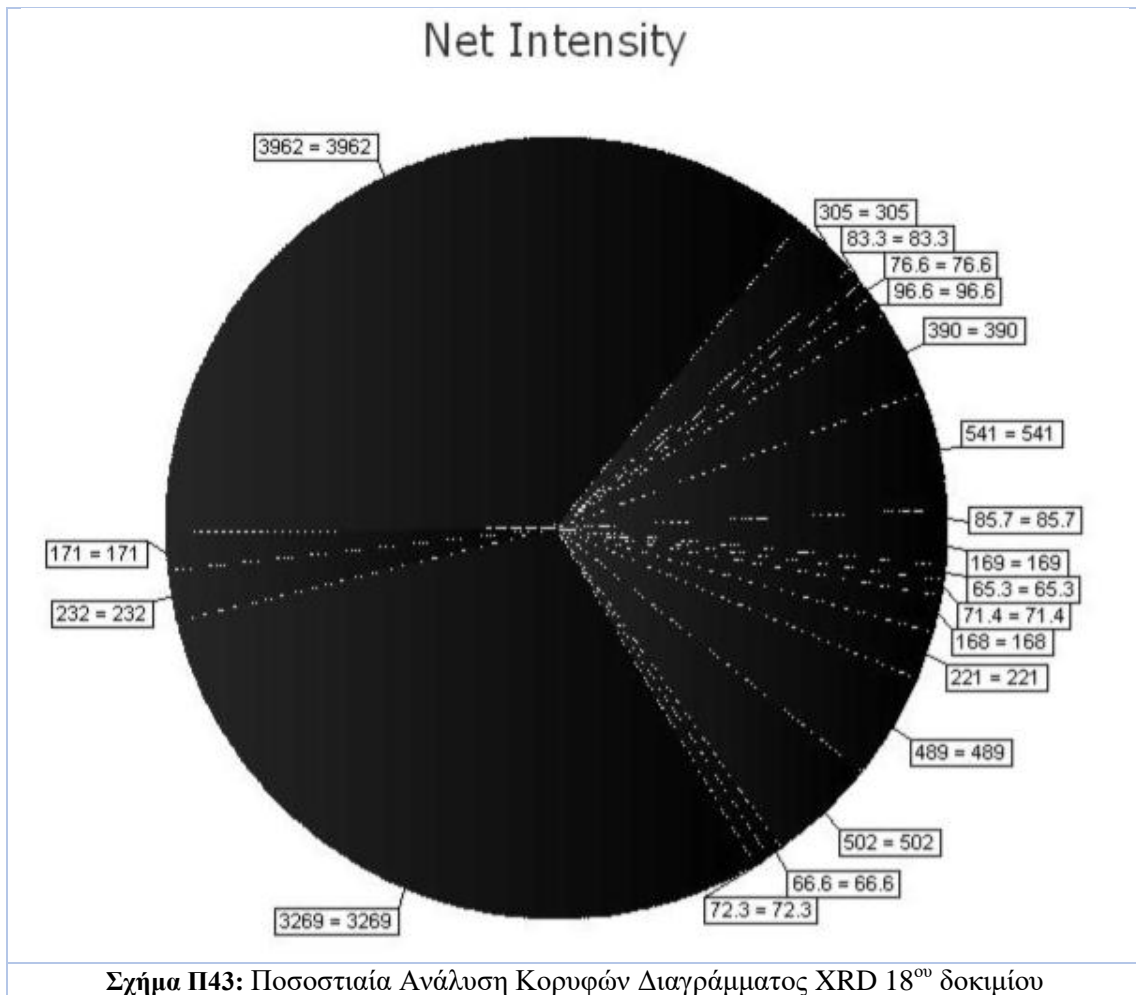 Net Intensity
3962 = 3962
305 = 305
83.3 = 83.3
76.6 = 76.6
96.6 = 96.6
390 = 390
541 = 541
85.7 = 85.7
171 = 171
169 = 169
65.3 = 65.3
232 = 232
71.4 = 71.4
168 = 168
221 = 221
489 = 489
502 = 502
66.6 = 66.6
72.3 = 72.3
3269 = 3269
Σχήμα Π43: Ποσοστιαία Ανάλυση Κορυφών Διαγράμματος XRD 18ου δοκιμίου